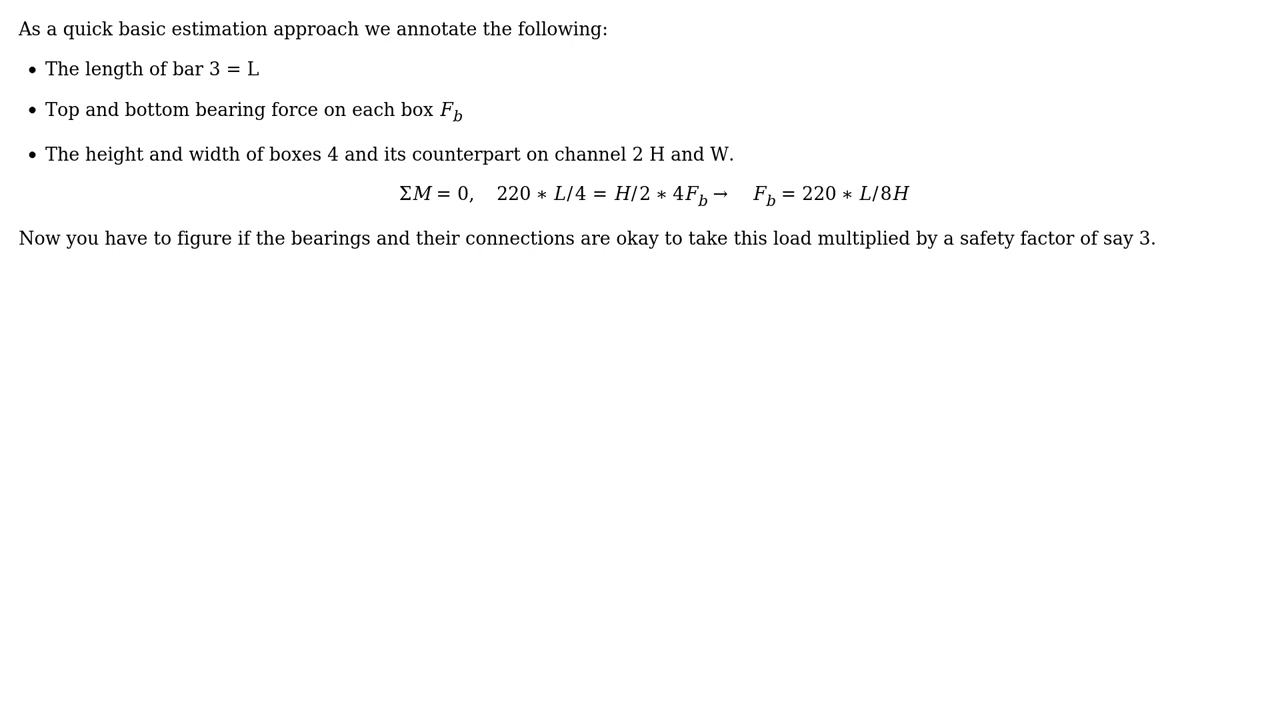 As a quick basic estimation approach we annotate the following:
• The length of bar 3 = L
• Top and bottom bearing force on each box F_b
• The height and width of boxes 4 and its counterpart on channel 2 H and W.
ΣM = 0, 220 ∗ L/4 = H/2 ∗ 4F_b → F_b = 220 ∗ L/8H
Now you have to figure if the bearings and their connections are okay to take this load multiplied by a safety factor of say 3.